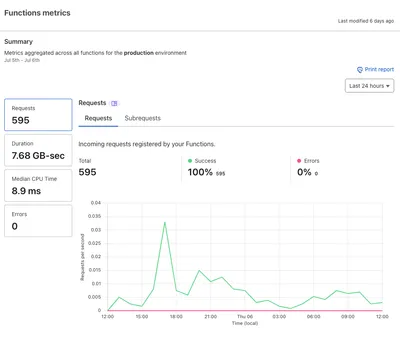 Functions metrics
Last modified 6 days ago
Summary
Metrics aggregated across all functions for the production environment
Jul 5th - Jul 6th
Print report
Last 24 hours
Requests
595
Duration
7.68 GB-sec
Median CPU Time
8.9 ms
Errors
0
Requests
Requests Subrequests
Incoming requests registered by your Functions.
Total
595
Success
100% 595
Errors
0% 0
Requests per second
0.04
0.035
0.03
0.025
0.02
0.015
0.01
0.005
0
12:00 15:00 18:00 21:00 Thu 06 03:00 06:00 09:00 12:00
Time (local)